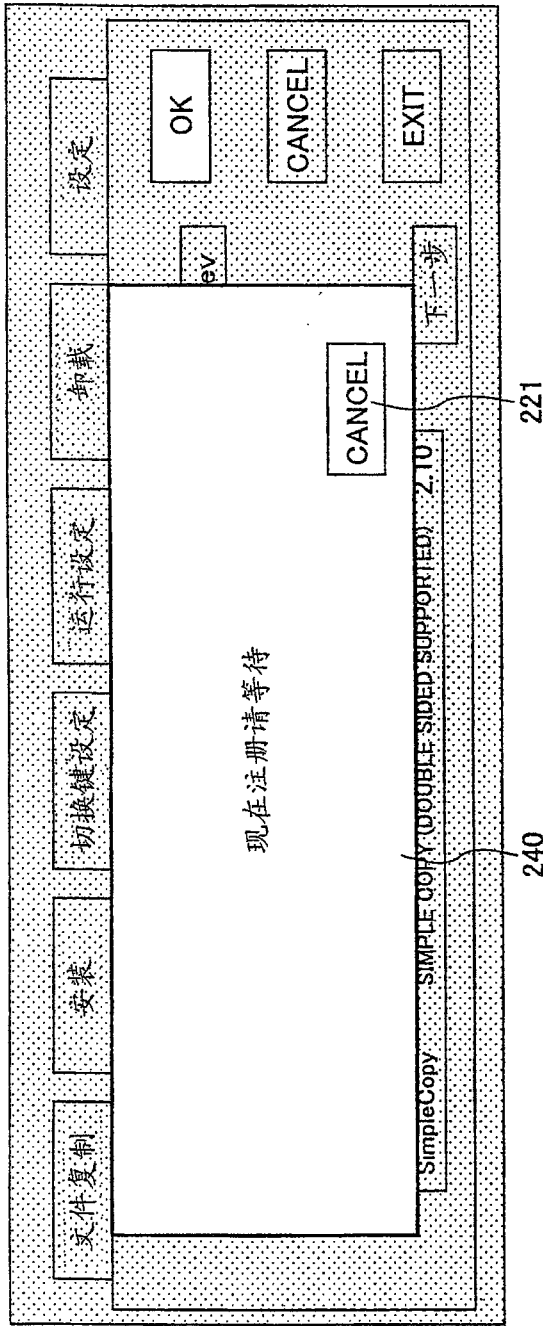 文件复制
安装
切换键设定
运行设定
卸载
设定
OK
CANCEL
EXIT
ev
现在注册请等待
CANCEL
下一步
SimpleCopy SIMPLE COPY (DOUBLE SIDED SUPPORTED) 2.10
240
221